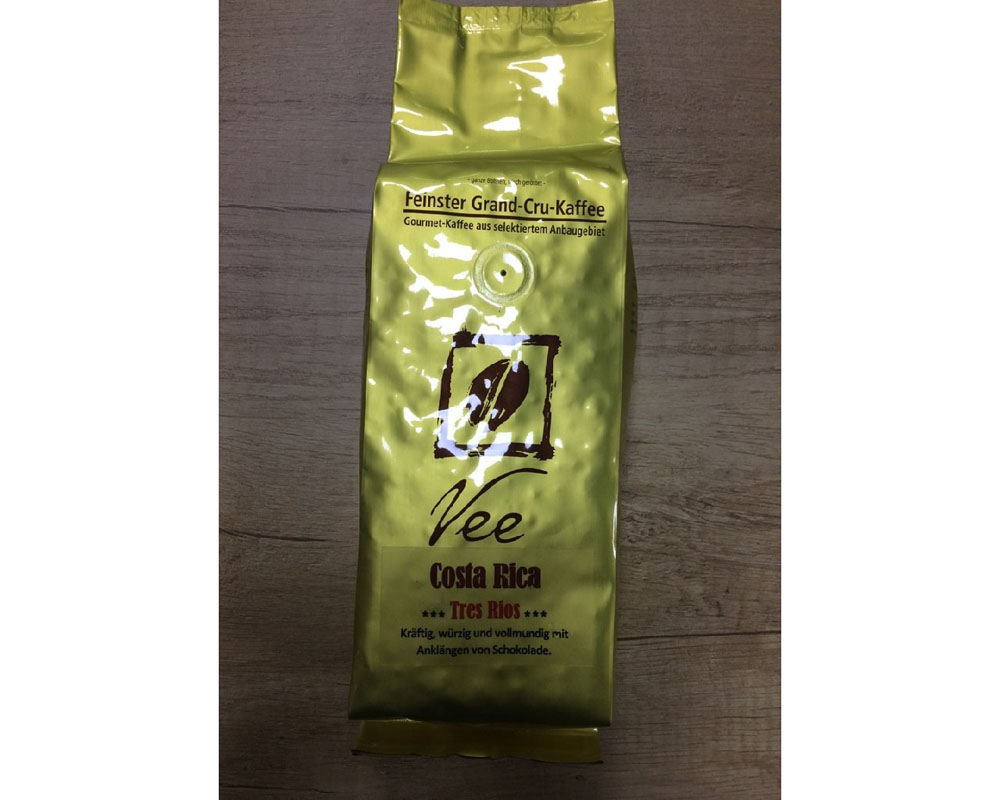 Feinster Grand-Cru-Kaffee
Gourmet-Kaffee aus selektiertem Anbaugebiet
Vee
Costa Rica
*** Tres Rios ***
Kräftig, würzig und vollmundig mit
Anklängen von Schokolade.